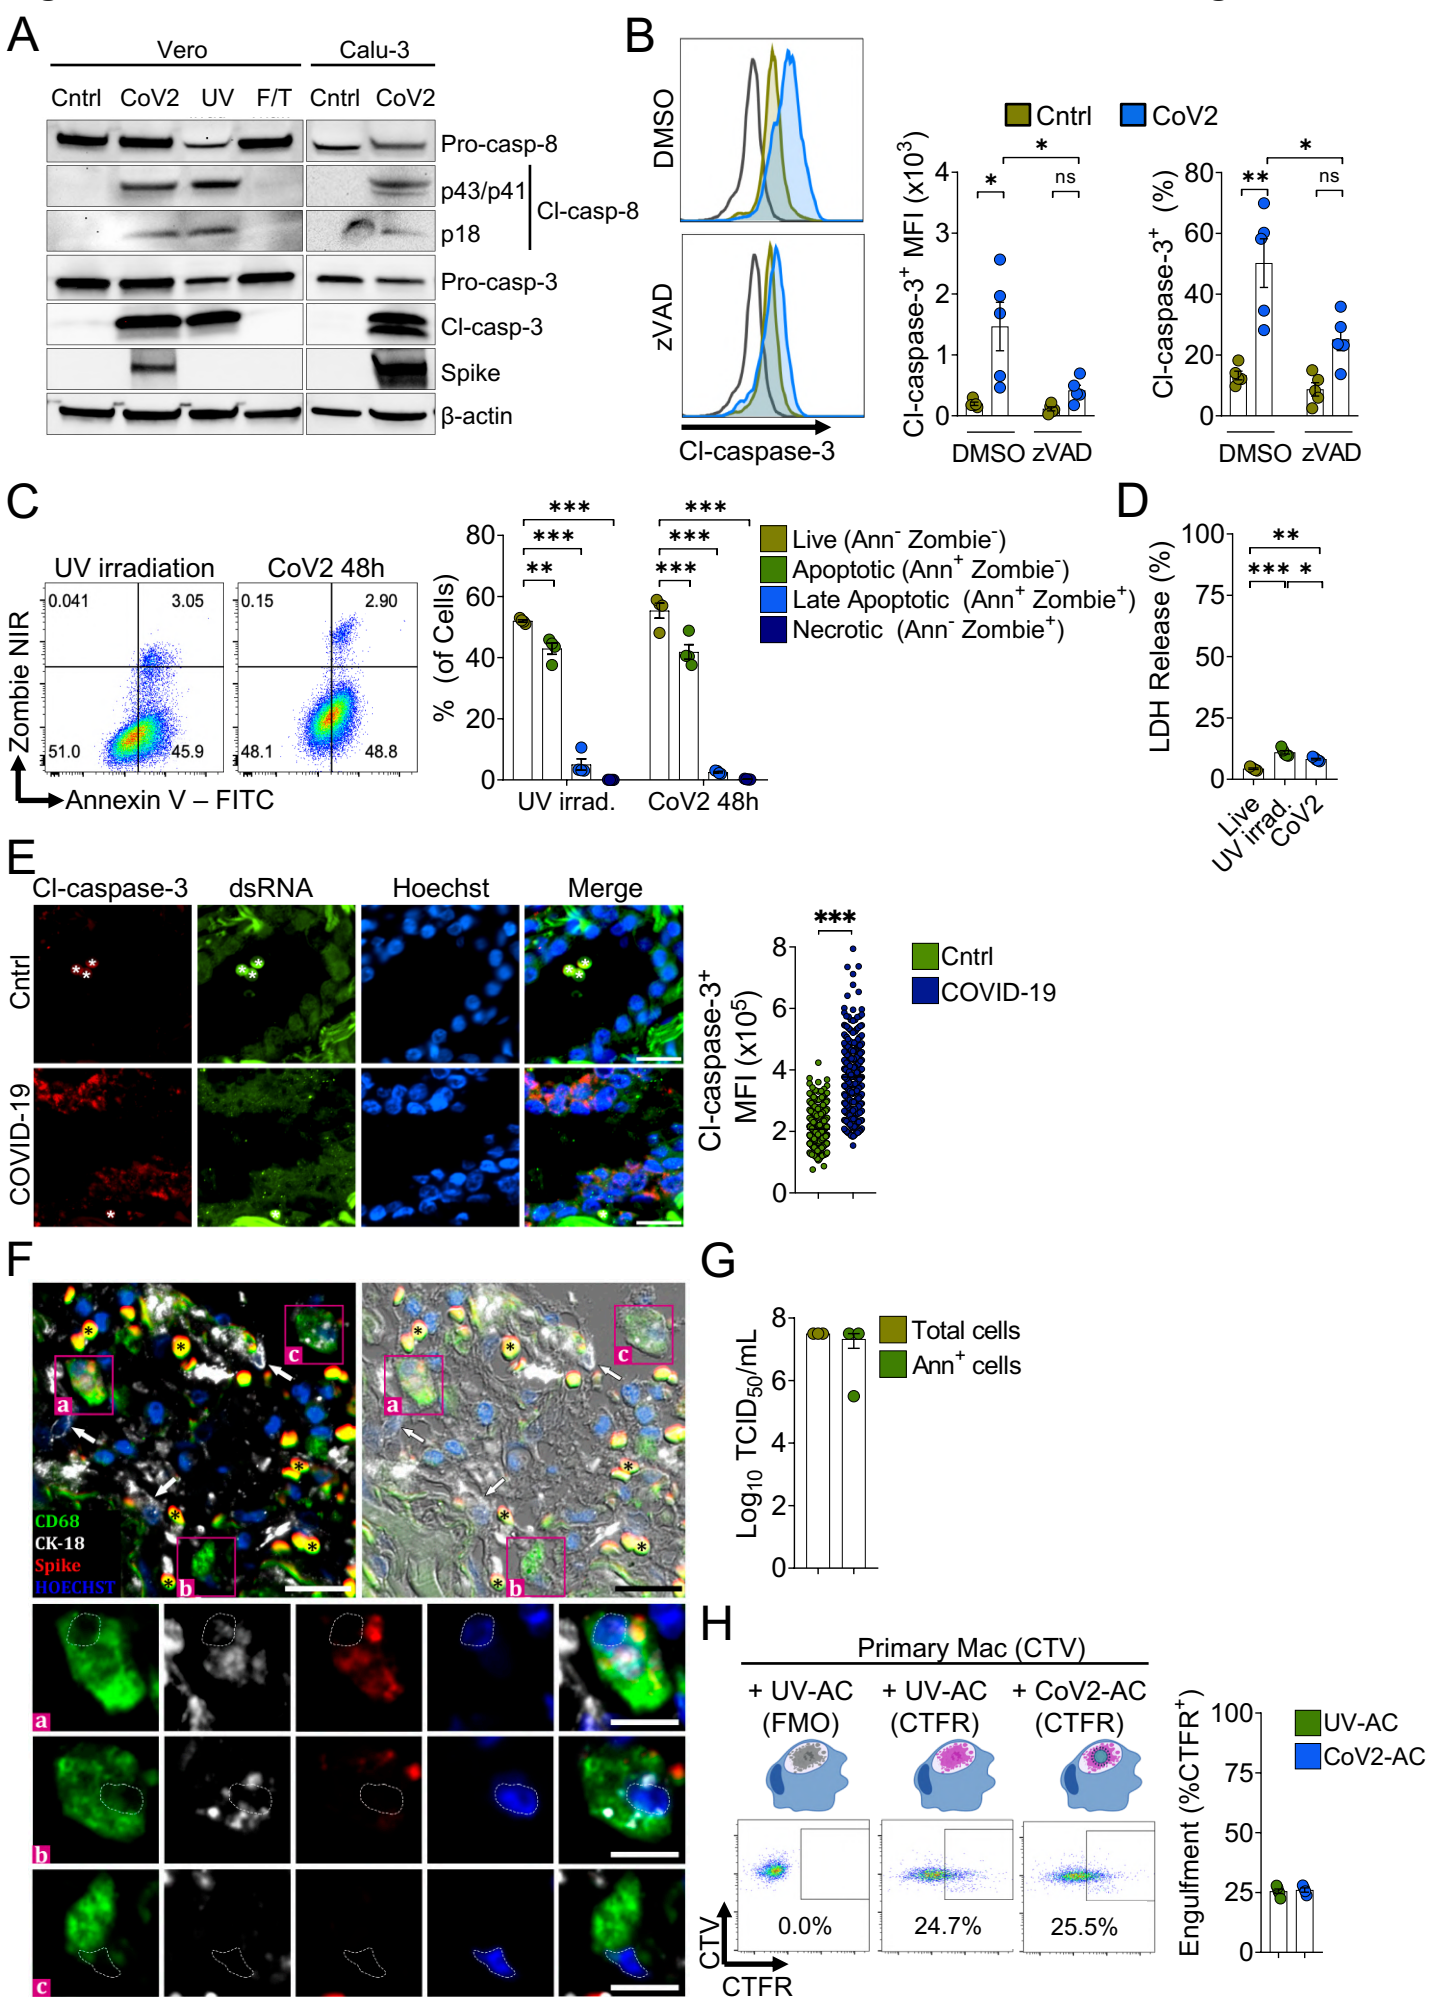 A
Vero
Calu-3
Cntrl CoV2 UV F/T Cntrl CoV2
Pro-casp-8
p43/p41
Cl-casp-8
p18
Pro-casp-3
Cl-casp-3
Spike
β-actin
B
DMSO
zVAD
Cl-caspase-3
Cntrl CoV2
Cl-caspase-3+ MFI (x10³)
4
3
2
1
0
* * ns
DMSO zVAD
Cl-caspase-3+ (%)
80
60
40
20
0
** * ns
DMSO zVAD
C
UV irradiation
CoV2 48h
0.041 3.05
51.0 45.9
0.15 2.90
48.1 48.8
Zombie NIR
Annexin V – FITC
% (of Cells)
80
60
40
20
0
*** *** **
*** *** ***
UV irrad. CoV2 48h
Live (Ann- Zombie-)
Apoptotic (Ann+ Zombie-)
Late Apoptotic (Ann+ Zombie+)
Necrotic (Ann- Zombie+)
D
LDH Release (%)
100
75
50
25
0
**
*** *
Live
UV irrad.
CoV2
E
Cl-caspase-3 dsRNA Hoechst Merge
Cntrl
* * *
* * *
* * *
COVID-19
*
*
*
Cl-caspase-3+
MFI (x10⁵)
8
6
4
2
0
***
Cntrl
COVID-19
F
a
b
c
CD68
CK-18
Spike
HOECHST
a
b
c
a
b
c
G
Log10 TCID50/mL
8
6
4
2
0
Total cells
Ann+ cells
H
Primary Mac (CTV)
+ UV-AC + UV-AC + CoV2-AC
(FMO) (CTFR) (CTFR)
0.0% 24.7% 25.5%
CTV
CTFR
Engulfment (%CTFR+)
100
75
50
25
0
UV-AC
CoV2-AC